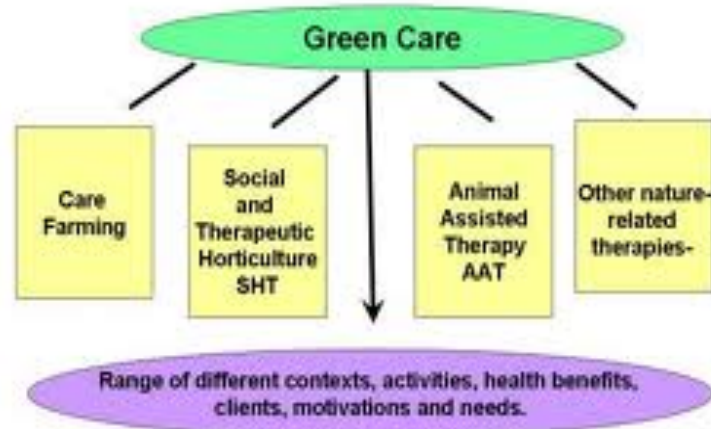 Green Care
Care
Farming
Social
and
Therapeutic
Horticulture
SHT
Animal
Assisted
Therapy
AAT
Other nature-
related
therapies-
Range of different contexts, activities, health benefits,
clients, motivations and needs.